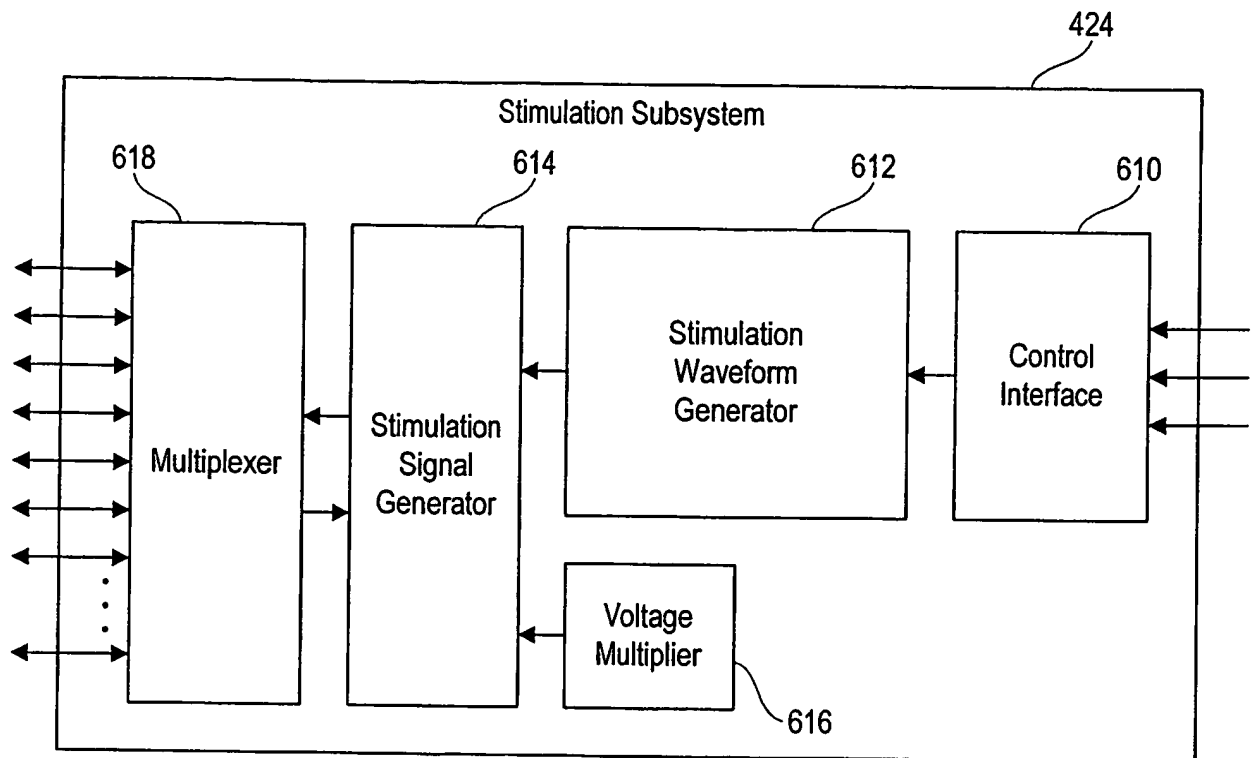 424
Stimulation Subsystem
618
614
612
610
Multiplexer
Stimulation
Signal
Generator
Stimulation
Waveform
Generator
Control
Interface
Voltage
Multiplier
616